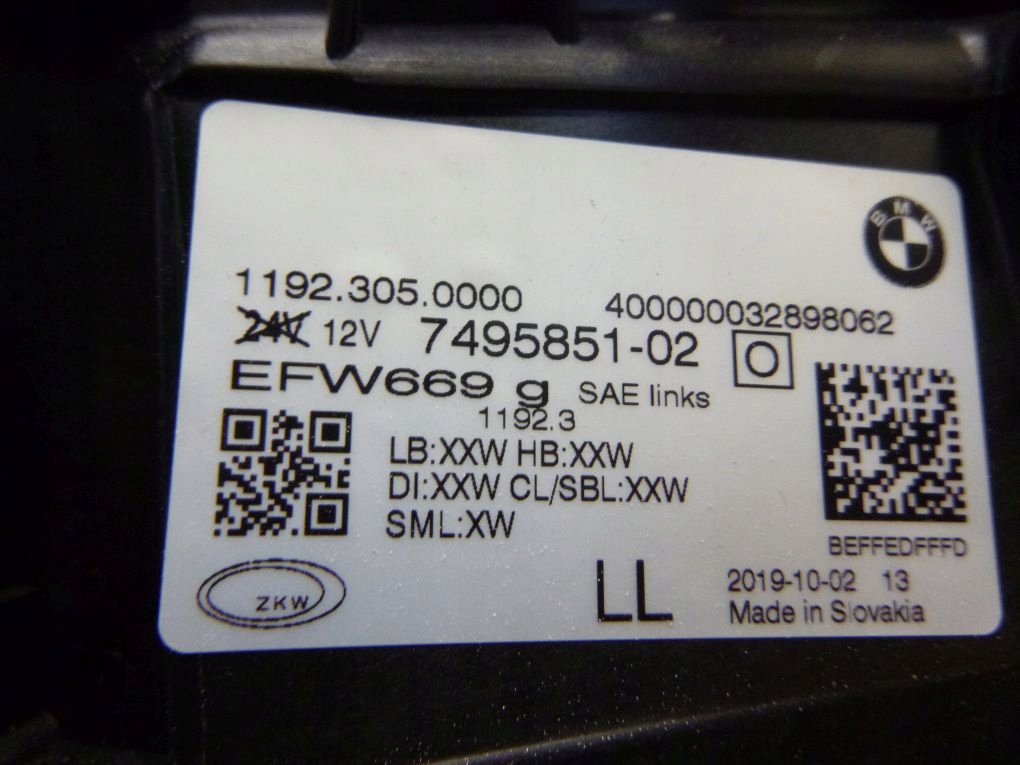 BMW
1192.305.0000 400000032898062
24V 12V 7495851-02 O
EFW669 g SAE links
1192.3
LB:XXW HB:XXW
DI:XXW CL/SBL:XXW
SML:XW
BEFFEDFFFD
ZKW LL 2019-10-02 13
Made in Slovakia